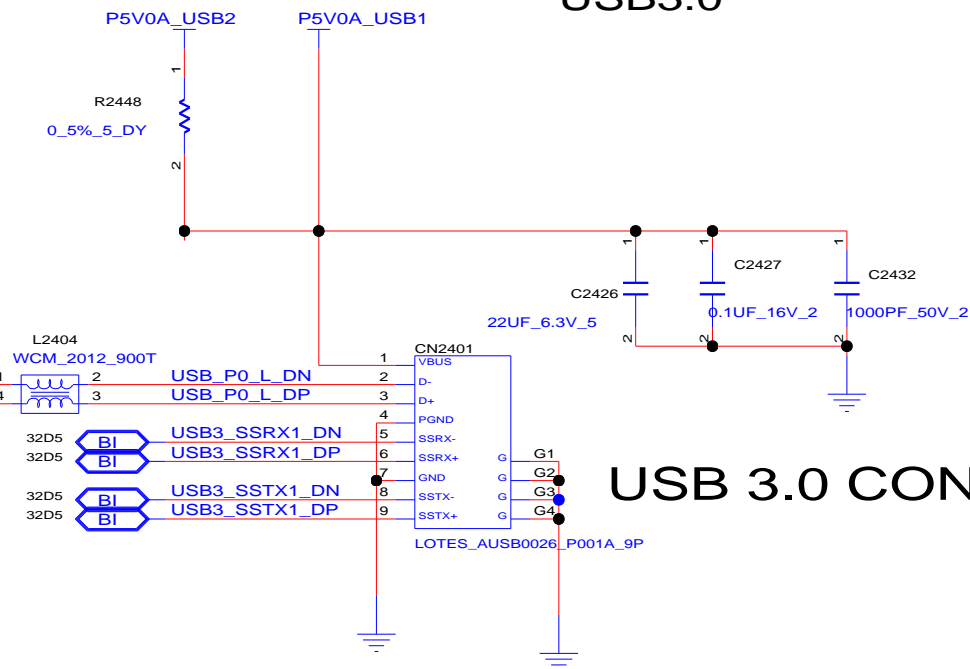 USB3.0
P5V0A_USB2 P5V0A_USB1
1
R2448
0_5%_5_DY
2
1 1 1
C2427
C2432
C2426
0.1UF_16V_2 1000PF_50V_2
22UF_6.3V_5
2 2 2
L2404
WCM_2012_900T
CN2401
1 VBUS
2 USB_P0_L_DN 2 D-
4 3 USB_P0_L_DP 3 D+
4 PGND
32D5 BI USB3_SSRX1_DN 5 SSRX-
32D5 BI USB3_SSRX1_DP 6 SSRX+ G G1
7 GND G G2
32D5 BI USB3_SSTX1_DN 8 SSTX- G G3
32D5 BI USB3_SSTX1_DP 9 SSTX+ G G4
USB 3.0 CON
LOTES_AUSB0026_P001A_9P